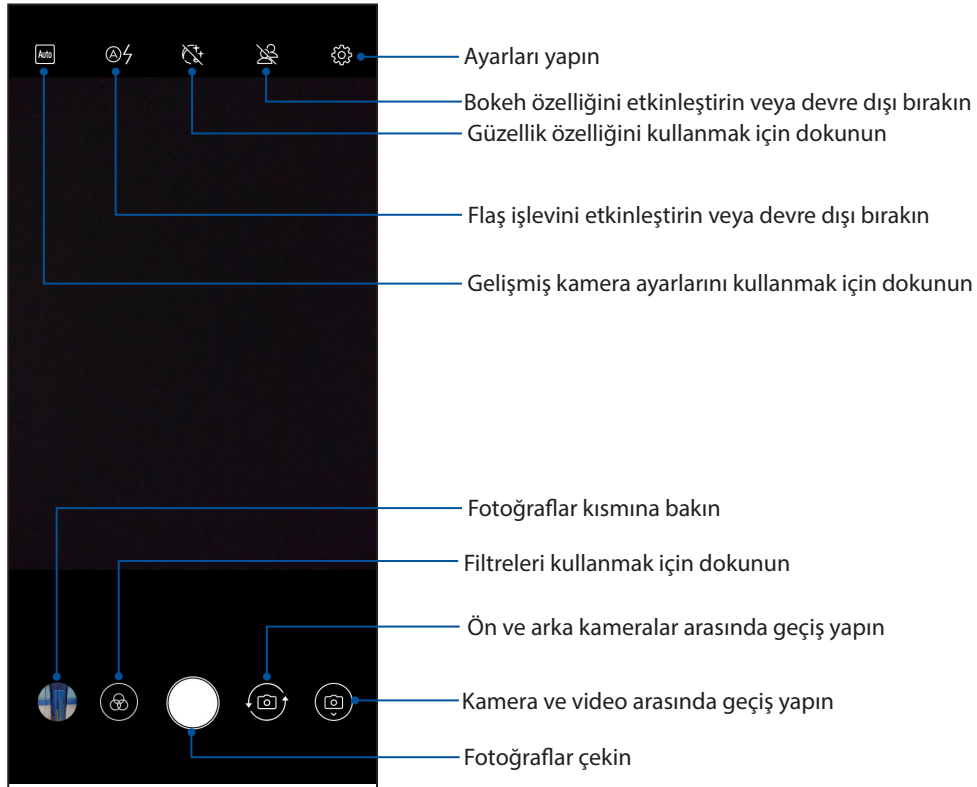 Auto
Ayarları yapın
Bokeh özelliğini etkinleştirin veya devre dışı bırakın
Güzellik özelliğini kullanmak için dokunun
Flaş işlevini etkinleştirin veya devre dışı bırakın
Gelişmiş kamera ayarlarını kullanmak için dokunun
Fotoğraflar kısmına bakın
Filtreleri kullanmak için dokunun
Ön ve arka kameralar arasında geçiş yapın
Kamera ve video arasında geçiş yapın
Fotoğraflar çekin